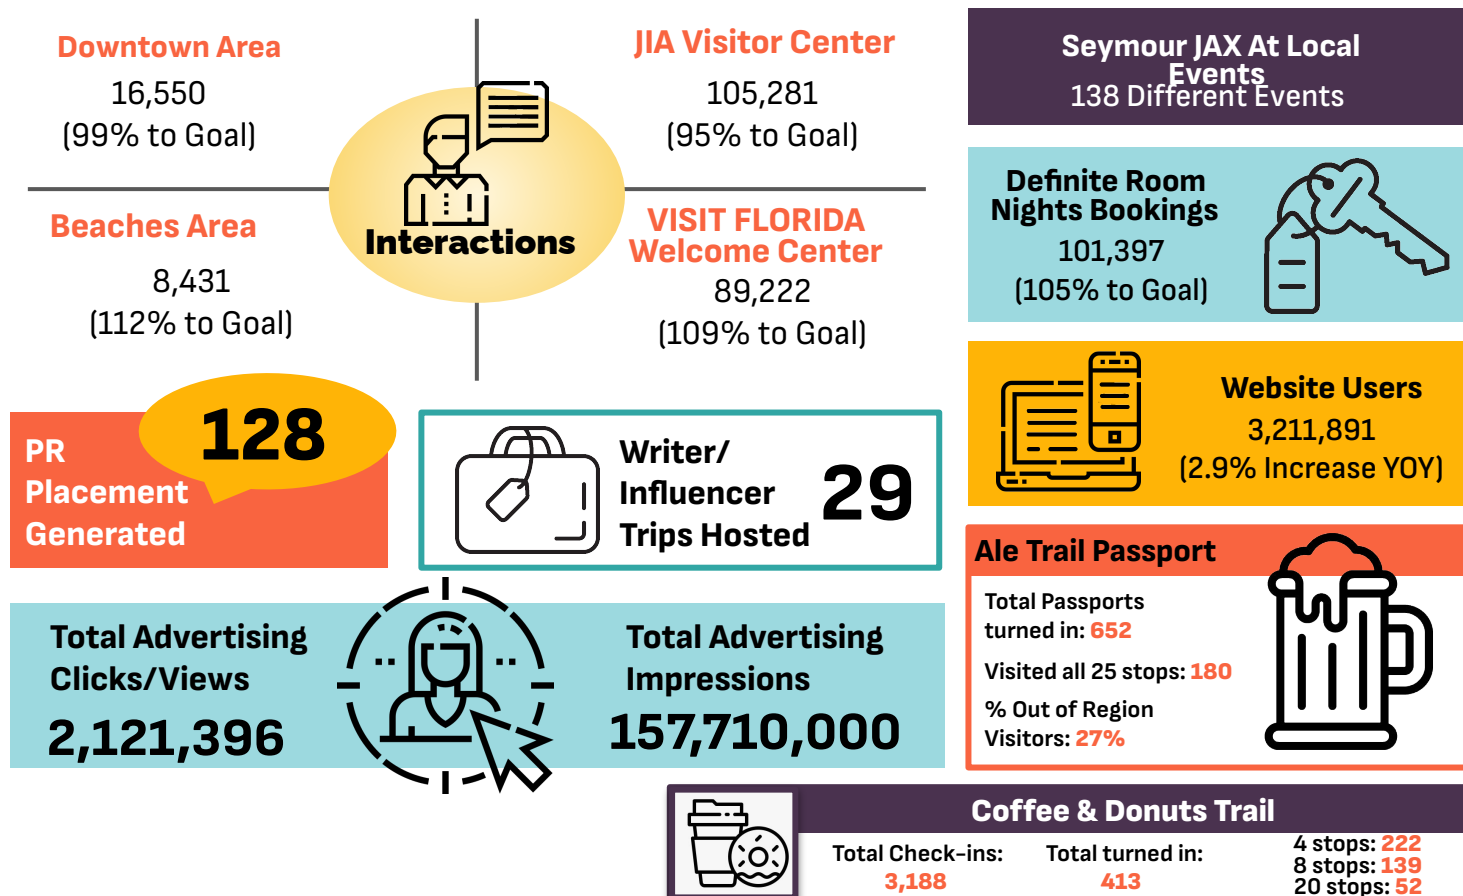 Downtown Area
16,550
(99% to Goal)
JIA Visitor Center
105,281
(95% to Goal)
Interactions
Beaches Area
8,431
(112% to Goal)
VISIT FLORIDA
Welcome Center
89,222
(109% to Goal)
Seymour JAX At Local
Events
138 Different Events
Definite Room
Nights Bookings
101,397
(105% to Goal)
Website Users
3,211,891
(2.9% Increase YOY)
PR
Placement
Generated
128
Writer/
Influencer
Trips Hosted
29
Total Advertising
Clicks/Views
2,121,396
Total Advertising
Impressions
157,710,000
Ale Trail Passport
Total Passports
turned in: 652
Visited all 25 stops: 180
% Out of Region
Visitors: 27%
Coffee & Donuts Trail
Total Check-ins:
3,188
Total turned in:
413
4 stops: 222
8 stops: 139
20 stops: 52